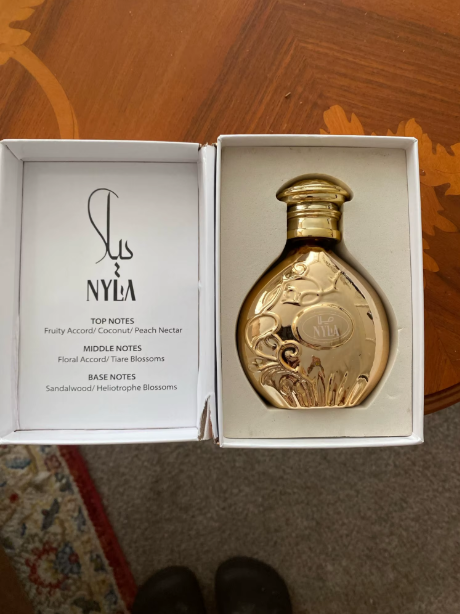 نيلا
NYLA
TOP NOTES
Fruity Accord/ Coconut/ Peach Nectar
MIDDLE NOTES
Floral Accord/ Tiare Blossoms
BASE NOTES
Sandalwood/ Heliotrophe Blossoms
نيلا
NYLA